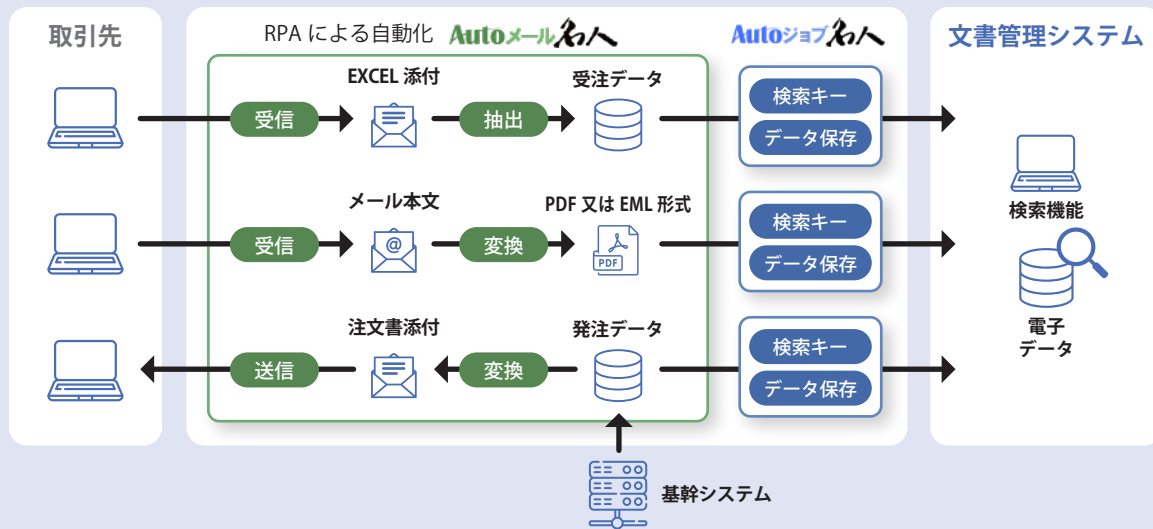 取引先
RPA による自動化 Autoメール名人
Autoジョブ名人
文書管理システム
EXCEL 添付
受注データ
受信
抽出
検索キー
データ保存
メール本文
PDF 又は EML 形式
受信
@
変換
PDF
検索キー
データ保存
検索機能
注文書添付
発注データ
送信
変換
検索キー
データ保存
電子
データ
基幹システム